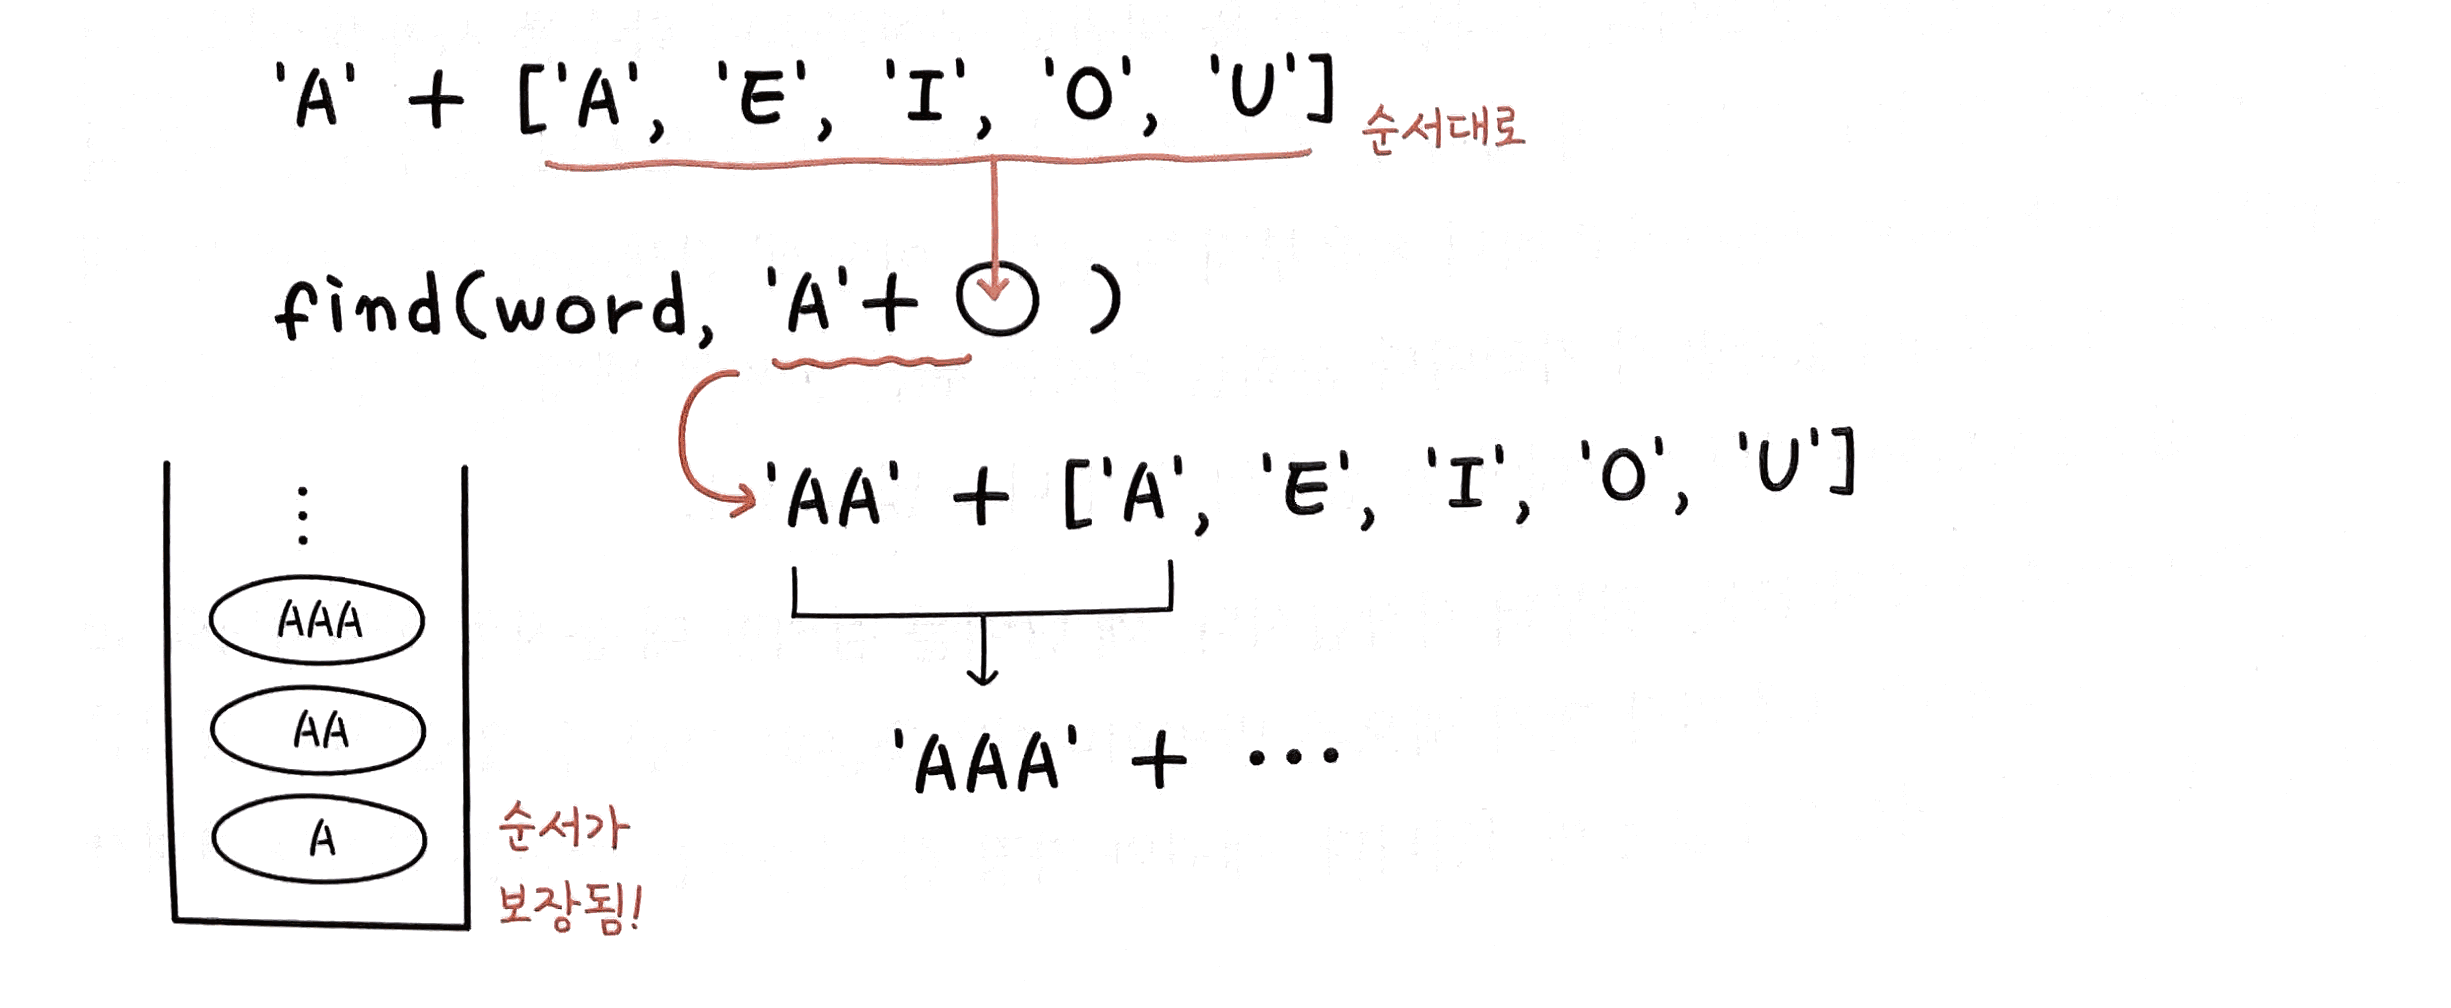 'A' + ['A', 'E', 'I', 'O', 'U'] 순서대로
find(word, 'A'+ )
'AA' + ['A', 'E', 'I', 'O', 'U']
'AAA' + ...
⋮
AAA
AA
A
순서가
보장됨!